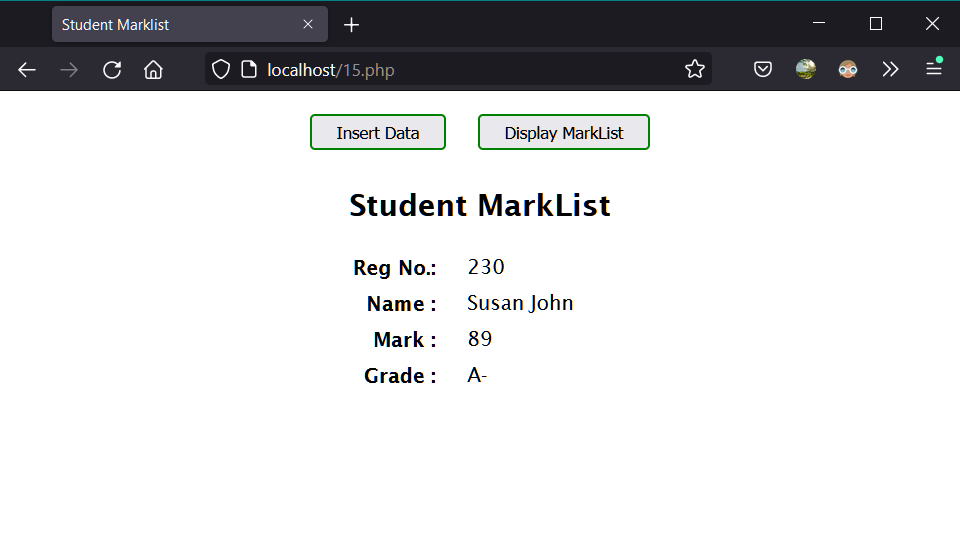 Student Marklist
localhost/15.php
Insert Data Display MarkList
Student MarkList
Reg No.: 230
Name : Susan John
Mark : 89
Grade : A-